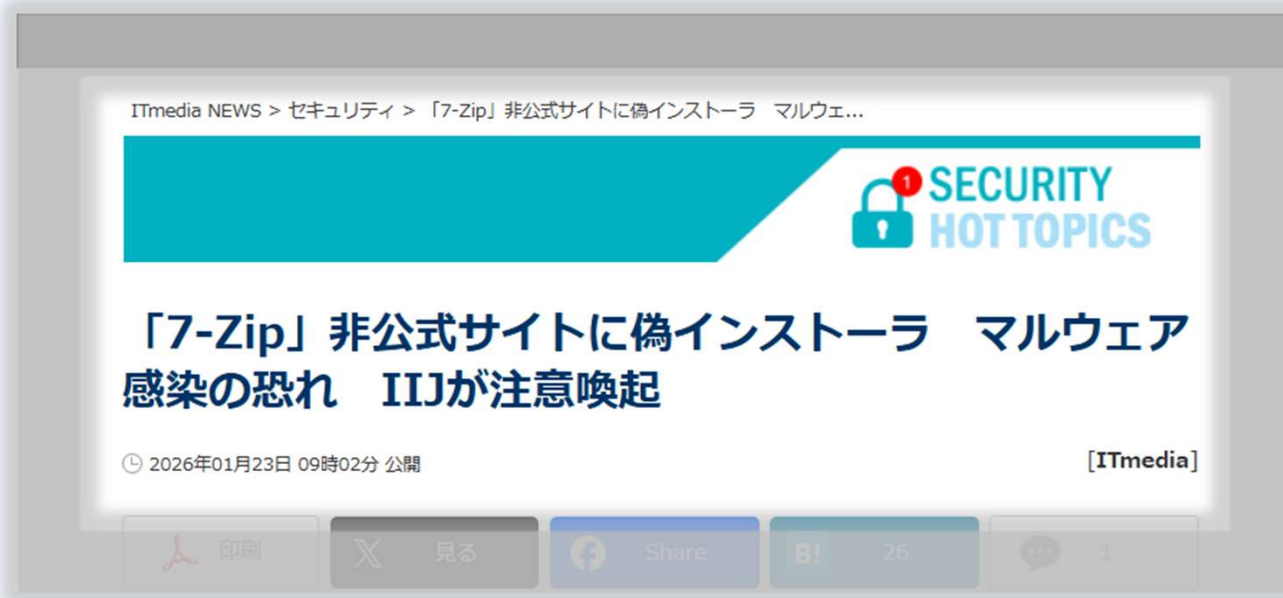 ITmedia NEWS > セキュリティ > 「7-Zip」非公式サイトに偽インストーラ　マルウェ...
1
SECURITY
HOT TOPICS
「7-Zip」非公式サイトに偽インストーラ　マルウェア
感染の恐れ　IIJが注意喚起
2026年01月23日 09時02分 公開
[ITmedia]
印刷
X 見る
Share
B! 26
1